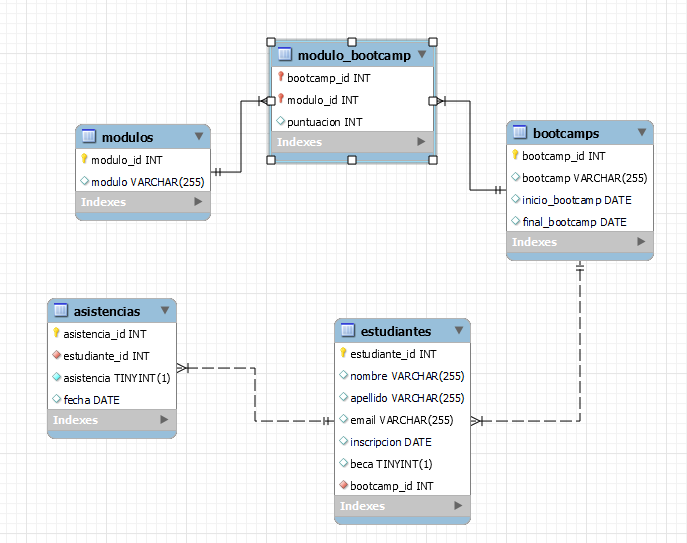 modulo_bootcamp
bootcamp_id INT
modulo_id INT
puntuacion INT
Indexes
modulos
modulo_id INT
modulo VARCHAR(255)
Indexes
bootcamps
bootcamp_id INT
bootcamp VARCHAR(255)
inicio_bootcamp DATE
final_bootcamp DATE
Indexes
asistencias
asistencia_id INT
estudiante_id INT
asistencia TINYINT(1)
fecha DATE
Indexes
estudiantes
estudiante_id INT
nombre VARCHAR(255)
apellido VARCHAR(255)
email VARCHAR(255)
inscripcion DATE
beca TINYINT(1)
bootcamp_id INT
Indexes